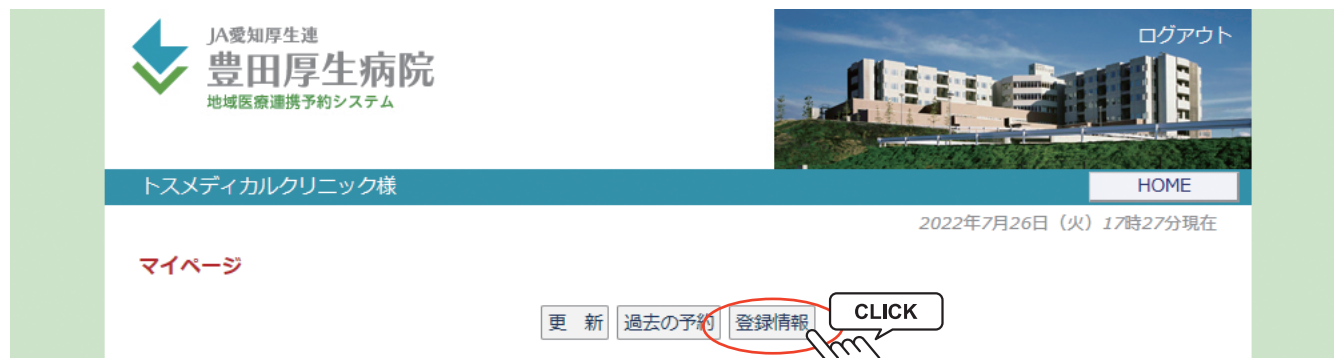 JA愛知厚生連
豊田厚生病院
地域医療連携予約システム
ログアウト
トスメディカルクリニック様
HOME
2022年7月26日（火）17時27分現在
マイページ
更　新
過去の予約
登録情報
CLICK